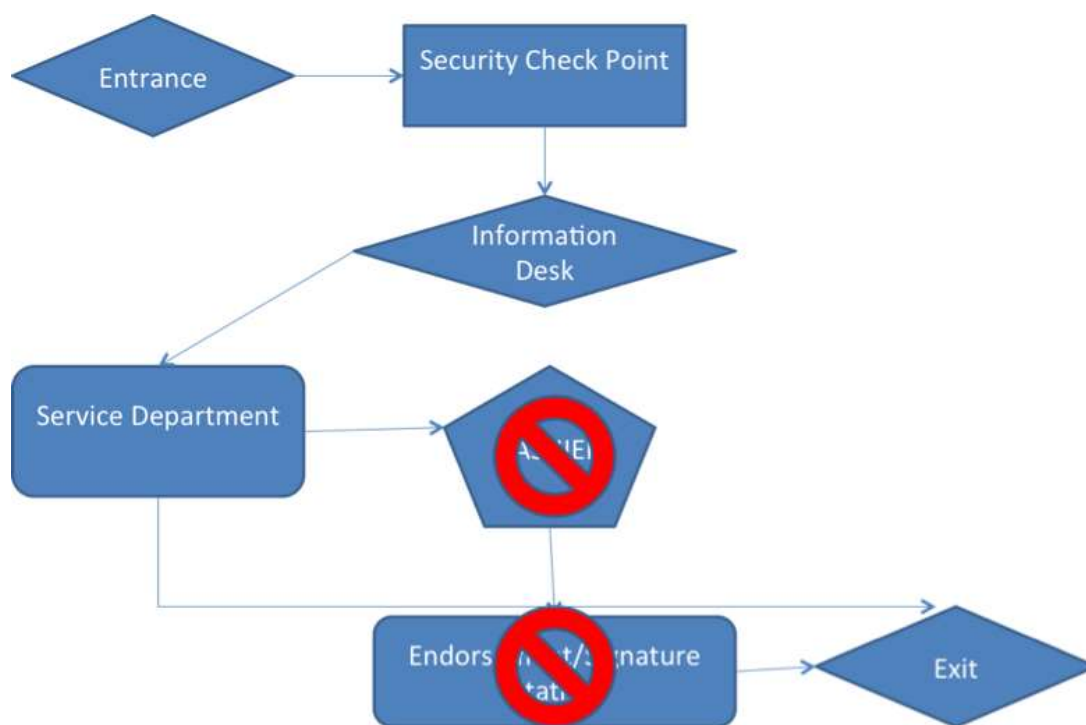 Entrance
Security Check Point
Information
Desk
Service Department
Exit